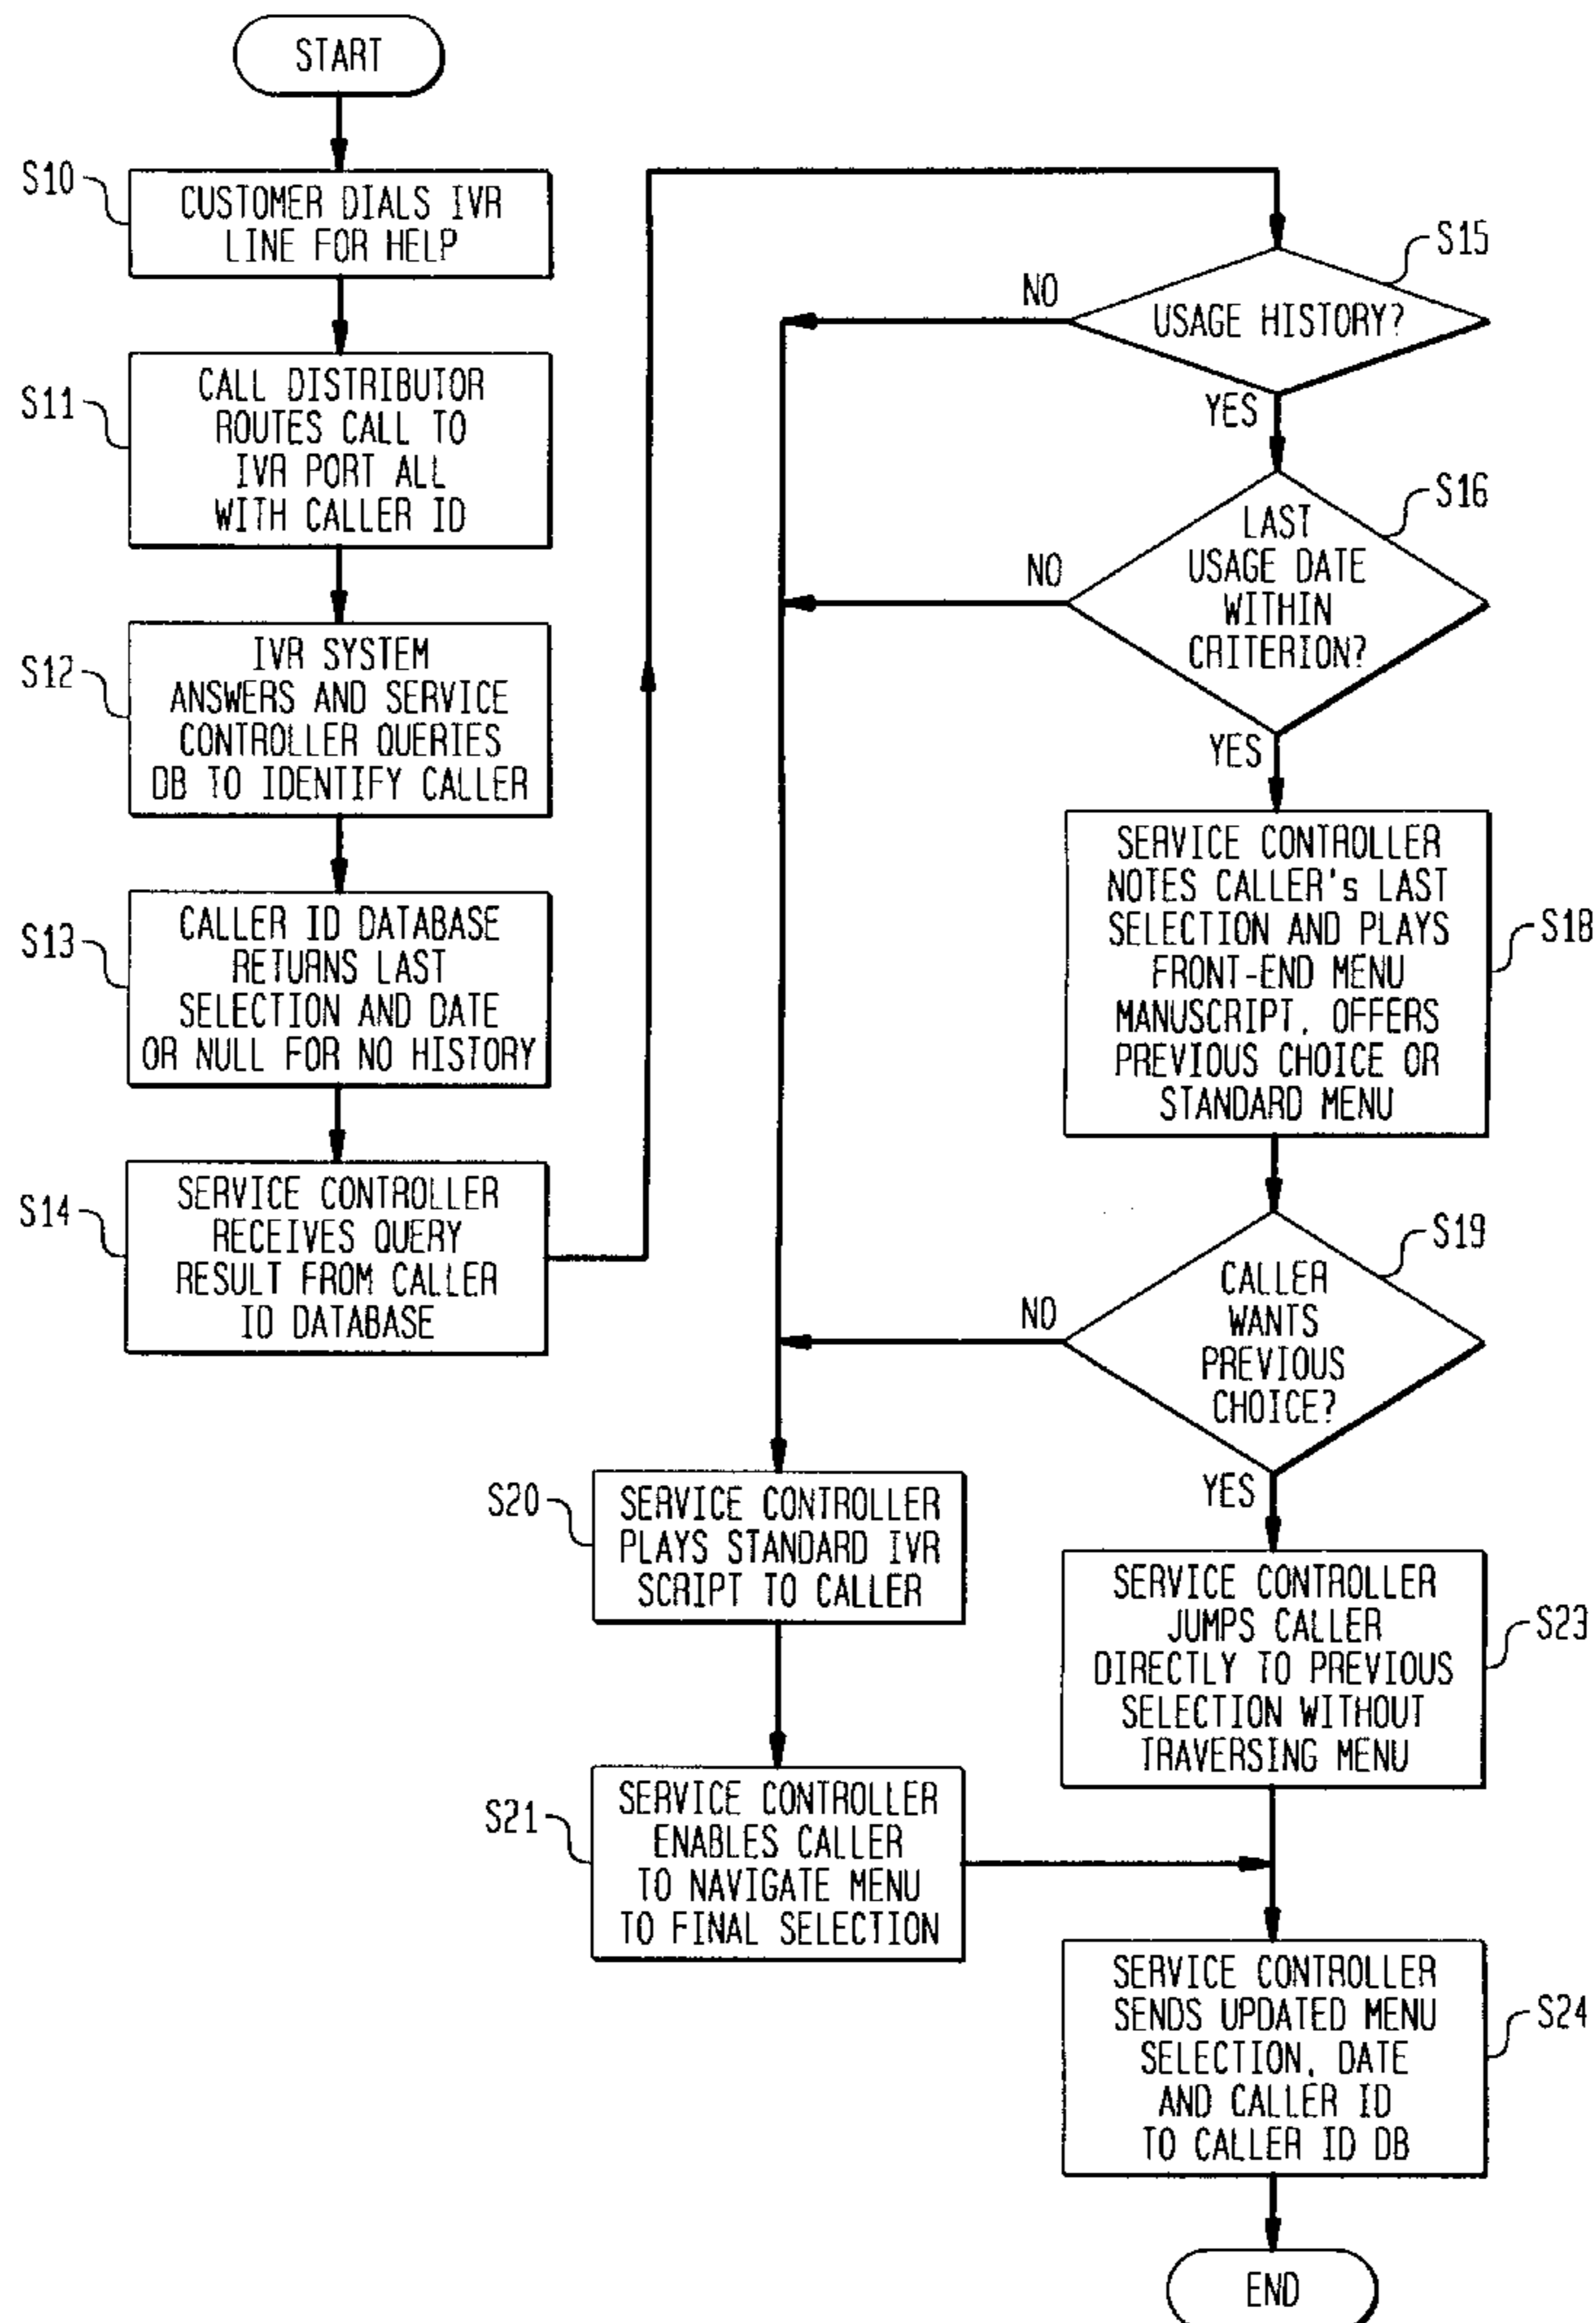 START
S10
CUSTOMER DIALS IVR
LINE FOR HELP
S11
CALL DISTRIBUTOR
ROUTES CALL TO
IVR PORT ALL
WITH CALLER ID
S12
IVR SYSTEM
ANSWERS AND SERVICE
CONTROLLER QUERIES
DB TO IDENTIFY CALLER
S13
CALLER ID DATABASE
RETURNS LAST
SELECTION AND DATE
OR NULL FOR NO HISTORY
S14
SERVICE CONTROLLER
RECEIVES QUERY
RESULT FROM CALLER
ID DATABASE
S15
USAGE HISTORY?
NO
YES
S16
LAST
USAGE DATE
WITHIN
CRITERION?
NO
YES
S18
SERVICE CONTROLLER
NOTES CALLER's LAST
SELECTION AND PLAYS
FRONT-END MENU
MANUSCRIPT, OFFERS
PREVIOUS CHOICE OR
STANDARD MENU
S19
CALLER
WANTS
PREVIOUS
CHOICE?
NO
YES
S20
SERVICE CONTROLLER
PLAYS STANDARD IVR
SCRIPT TO CALLER
S21
SERVICE CONTROLLER
ENABLES CALLER
TO NAVIGATE MENU
TO FINAL SELECTION
S23
SERVICE CONTROLLER
JUMPS CALLER
DIRECTLY TO PREVIOUS
SELECTION WITHOUT
TRAVERSING MENU
S24
SERVICE CONTROLLER
SENDS UPDATED MENU
SELECTION, DATE
AND CALLER ID
TO CALLER ID DB
END